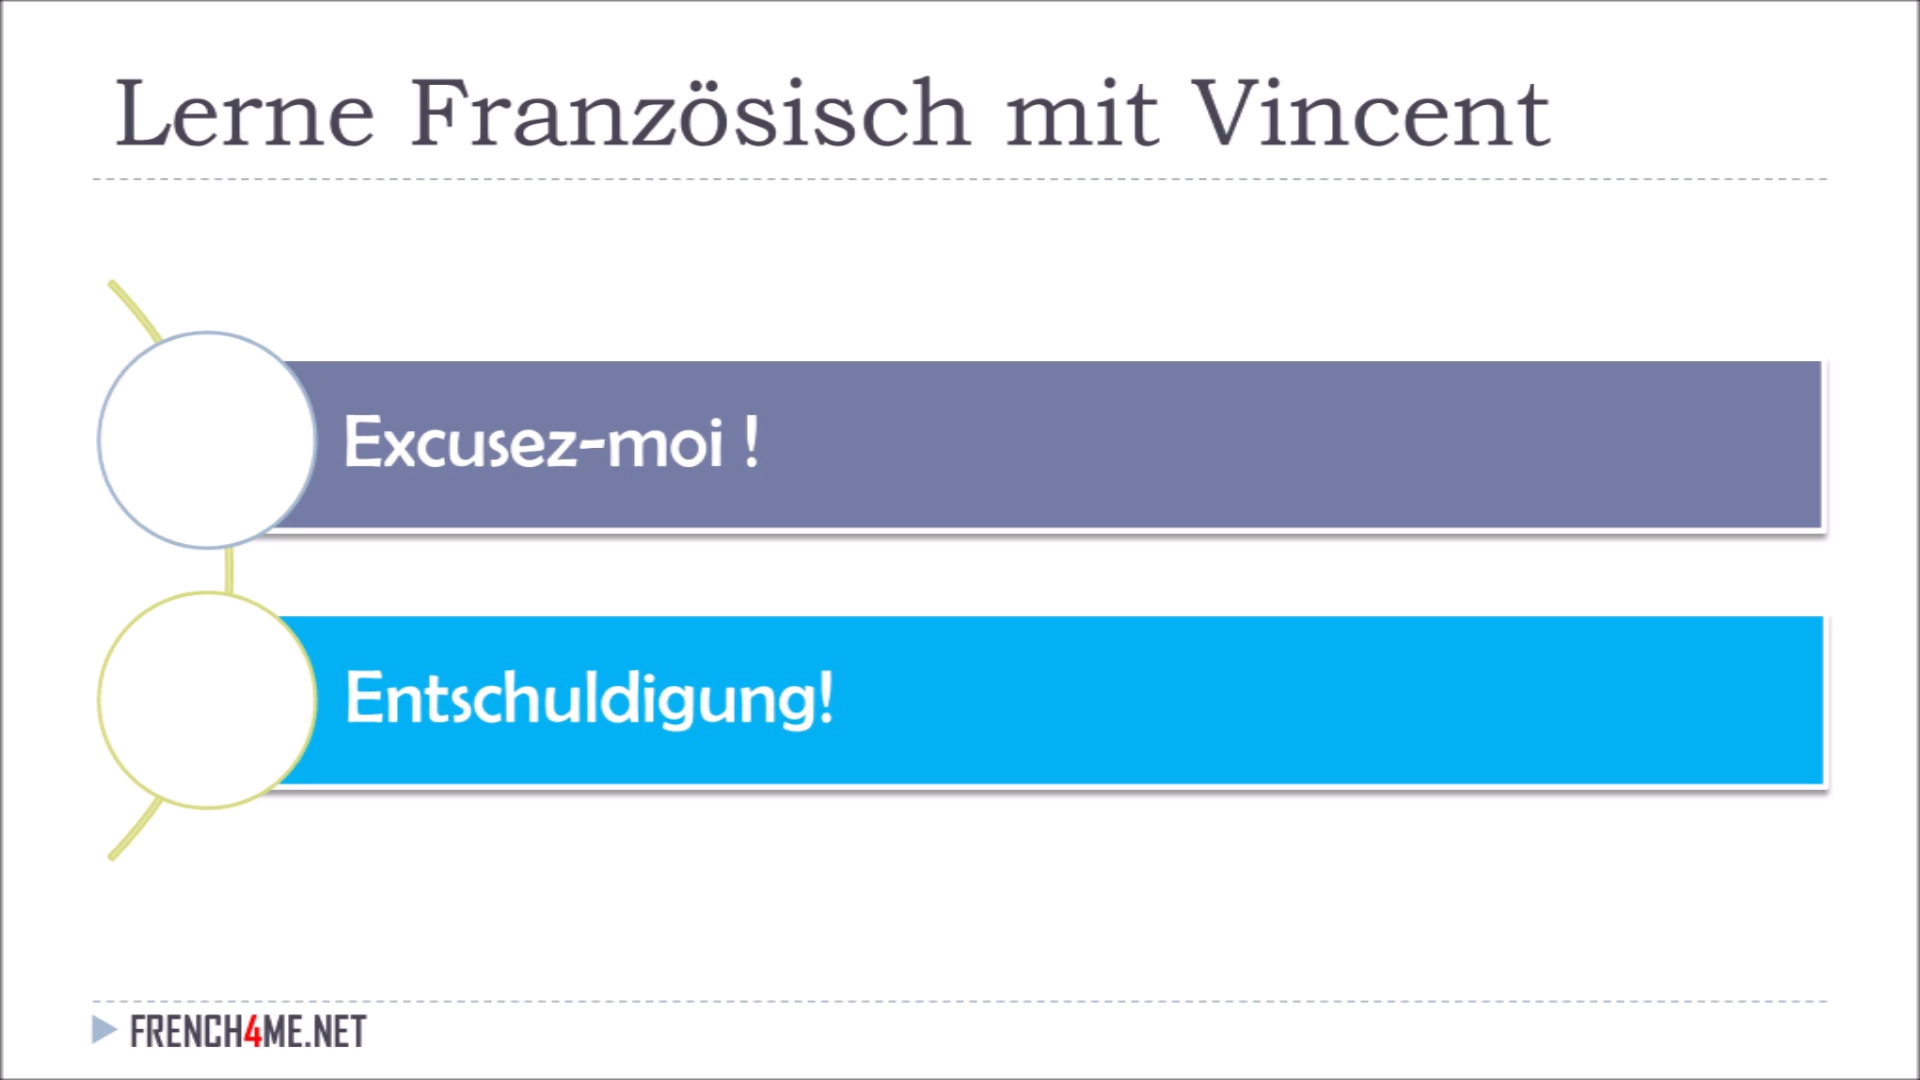 Lerne Französisch mit Vincent
Excusez-moi !
Entschuldigung!
FRENCH4ME.NET